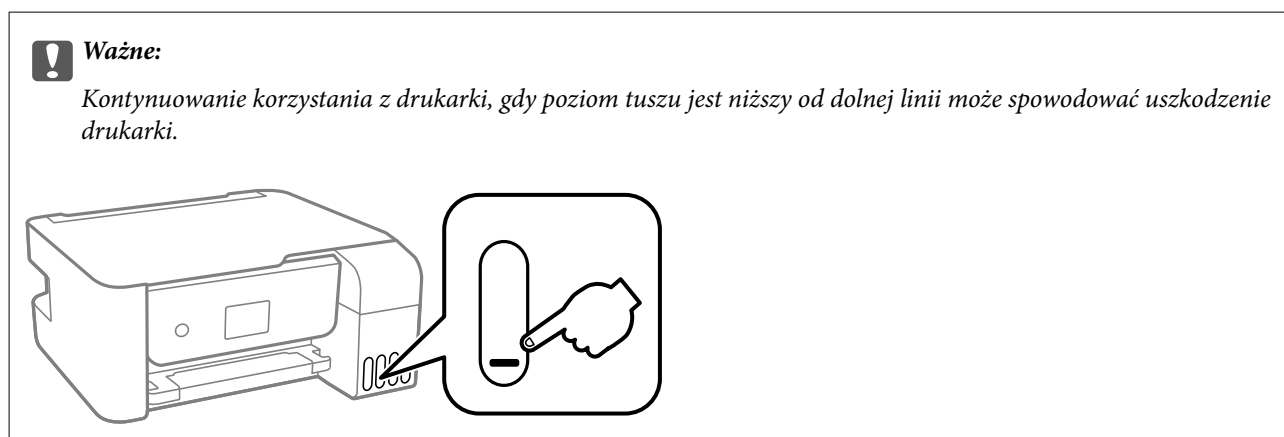 Ważne:
Kontynuowanie korzystania z drukarki, gdy poziom tuszu jest niższy od dolnej linii może spowodować uszkodzenie
drukarki.